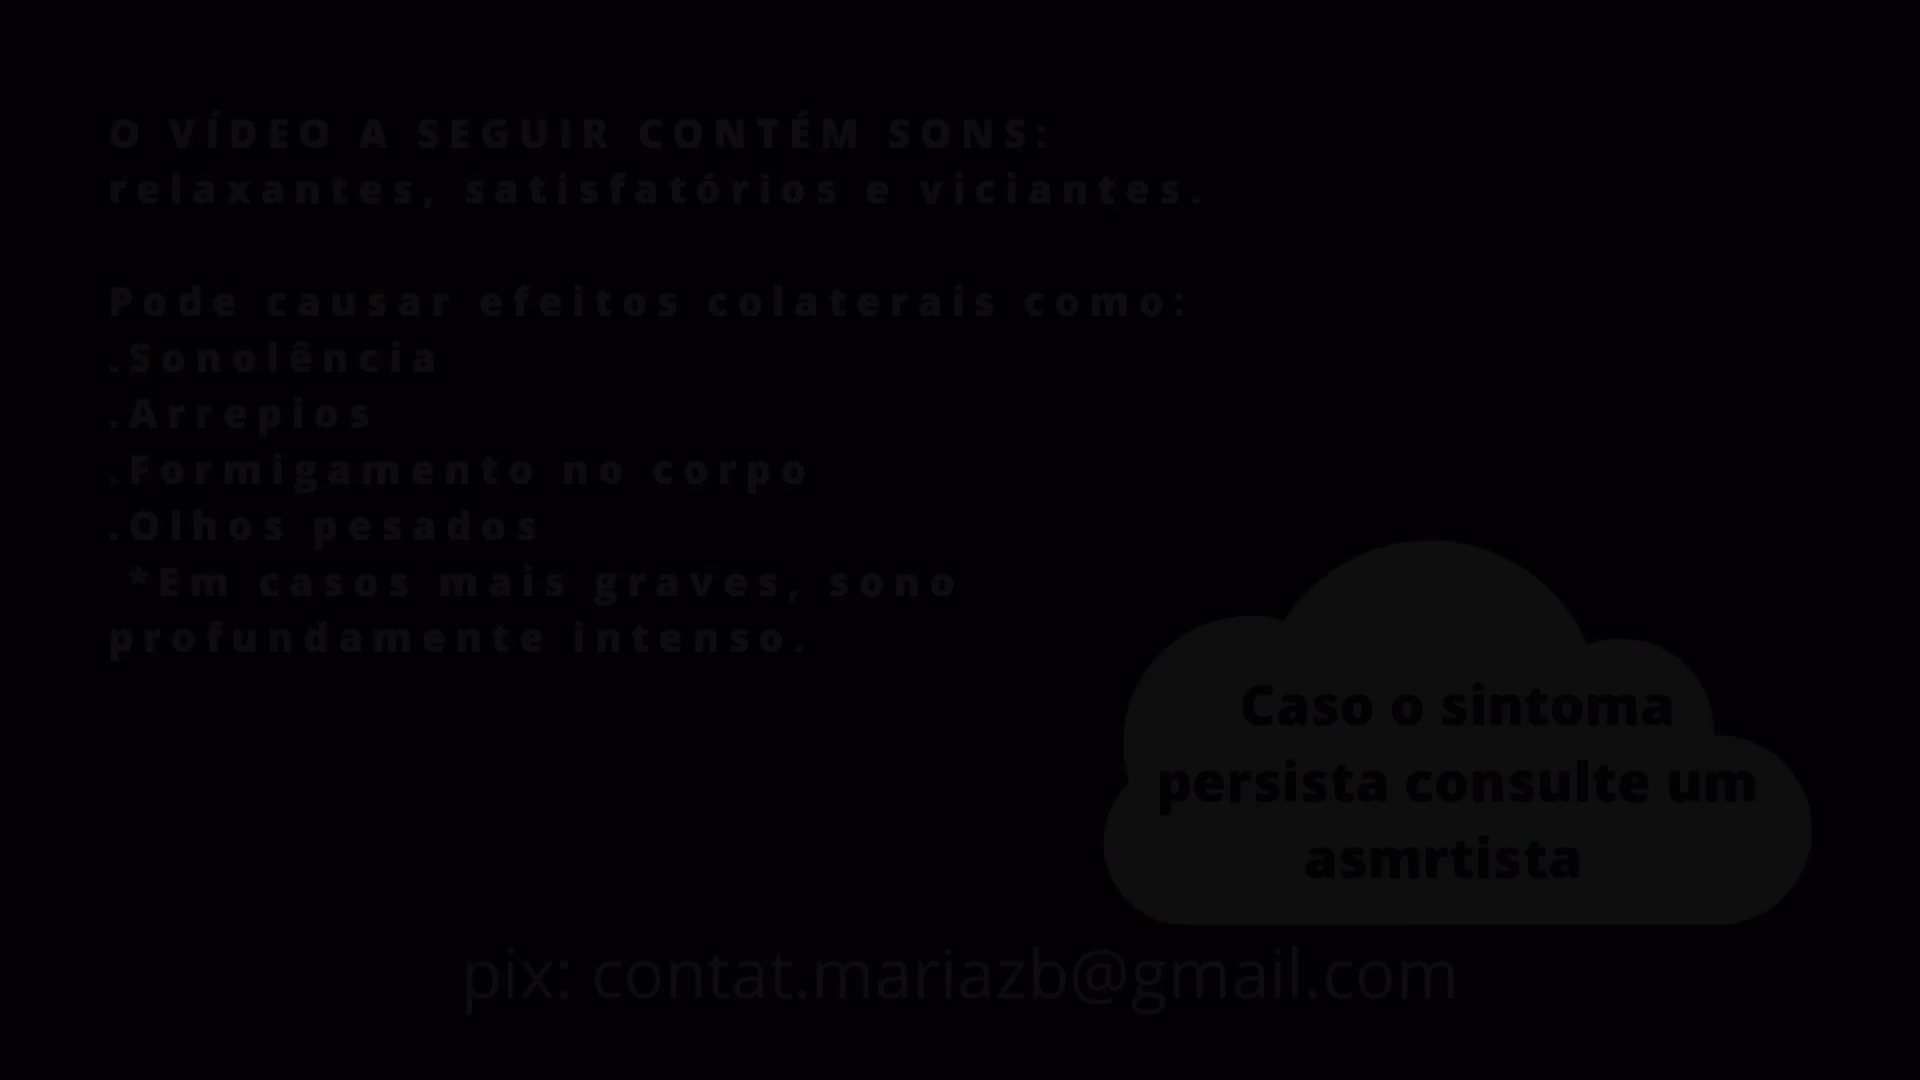 O VÍDEO A SEGUIR CONTÉM SONS:
relaxantes, satisfatórios e viciantes.
Pode causar efeitos colaterais como:
.Sonolência
.Arrepios
.Formigamento no corpo
.Olhos pesados
*Em casos mais graves, sono
profundamente intenso.
Caso o sintoma
persista consulte um
asmrtista
pix: contat.mariazb@gmail.com